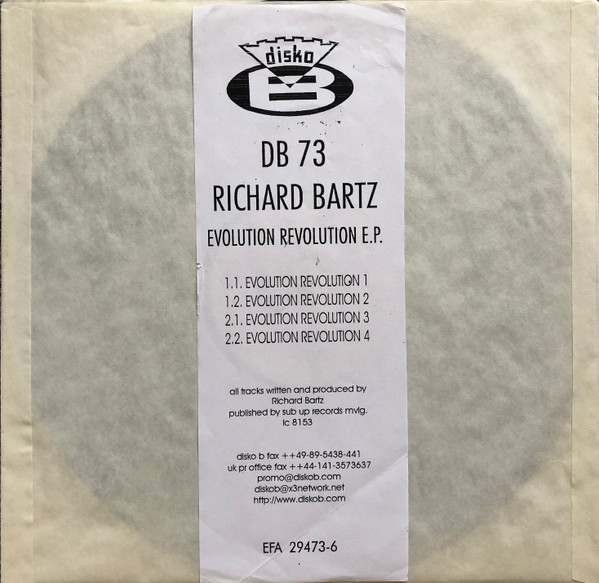 disko
B
DB 73
RICHARD BARTZ
EVOLUTION REVOLUTION E.P.
1.1. EVOLUTION REVOLUTION 1
1.2. EVOLUTION REVOLUTION 2
2.1. EVOLUTION REVOLUTION 3
2.2. EVOLUTION REVOLUTION 4
all tracks written and produced by
Richard Bartz
published by sub up records mvlg.
lc 8153
disko b fax ++49-89-5438-441
uk pr office fax ++44-141-3573637
promo@diskob.com
diskob@x3network.net
http://www.diskob.com
EFA 29473-6